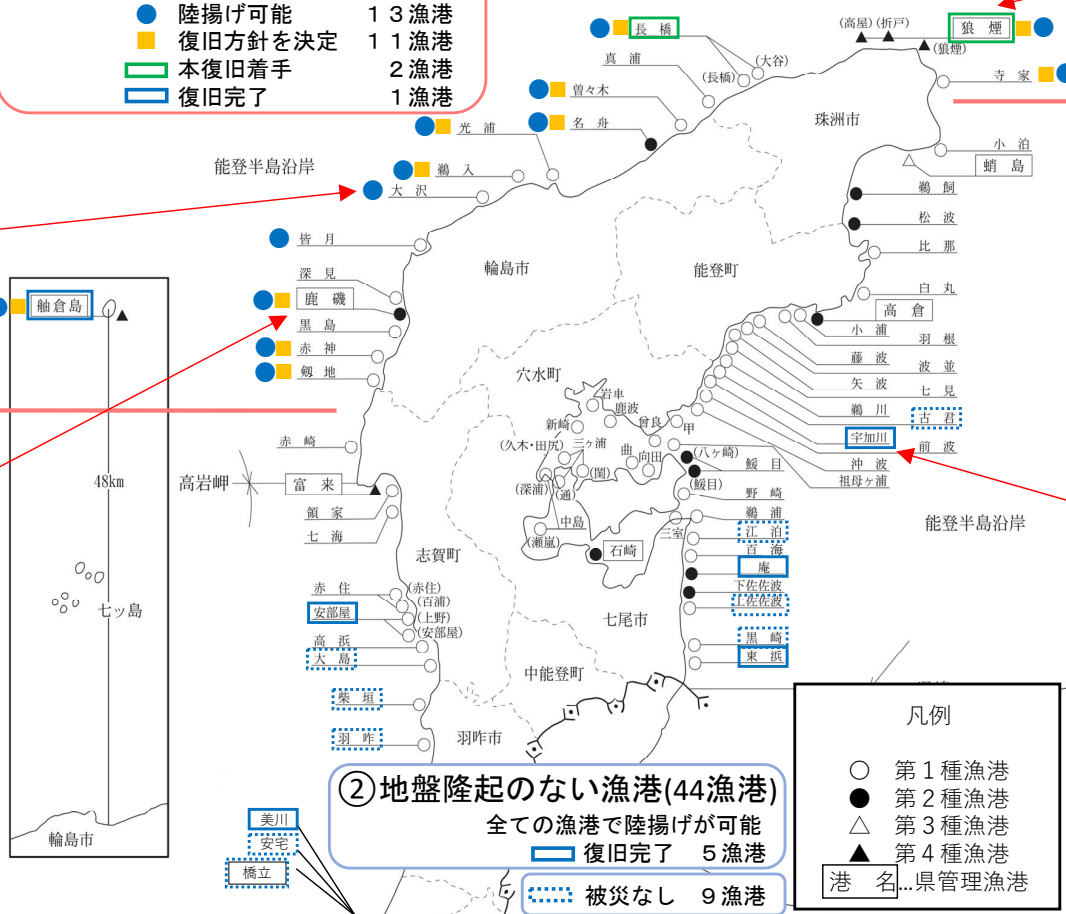 陸揚げ可能 １３漁港
復旧方針を決定 １１漁港
本復旧着手 ２漁港
復旧完了 １漁港
長橋
(長橋)
(大谷)
真浦
曽々木
名舟
光浦
鵜入
大沢
皆月
能登半島沿岸
(高屋)
(折戸)
狼煙
(狼煙)
寺家
珠洲市
小泊
蛸島
鵜飼
松波
比那
白丸
高倉
小浦
羽根
藤波
波並
矢波
七見
鵜川
古君
宇加川
前波
沖波
祖母ヶ浦
輪島市
能登町
深見
鹿磯
黒島
赤神
剱地
舳倉島
48km
七ッ島
輪島市
穴水町
岩車
鹿波
新崎
曾良
甲
(久木・田尻)
三ヶ浦
曲
向田
(八ヶ崎)
鰀目
(鰀目)
(深浦)
(通)
(閨)
野崎
中島
(瀬嵐)
石崎
三室
鵜浦
江泊
百海
庵
下佐佐波
上佐佐波
黒崎
東浜
能登半島沿岸
赤崎
高岩岬
富来
領家
七海
志賀町
赤住
(赤住)
(百浦)
(上野)
安部屋
(安部屋)
高浜
大島
柴垣
羽咋
七尾市
中能登町
羽咋市
②地盤隆起のない漁港(44漁港)
全ての漁港で陸揚げが可能
復旧完了 ５漁港
被災なし ９漁港
美川
安宅
橋立
凡例
○ 第１種漁港
● 第２種漁港
△ 第３種漁港
▲ 第４種漁港
港名…県管理漁港